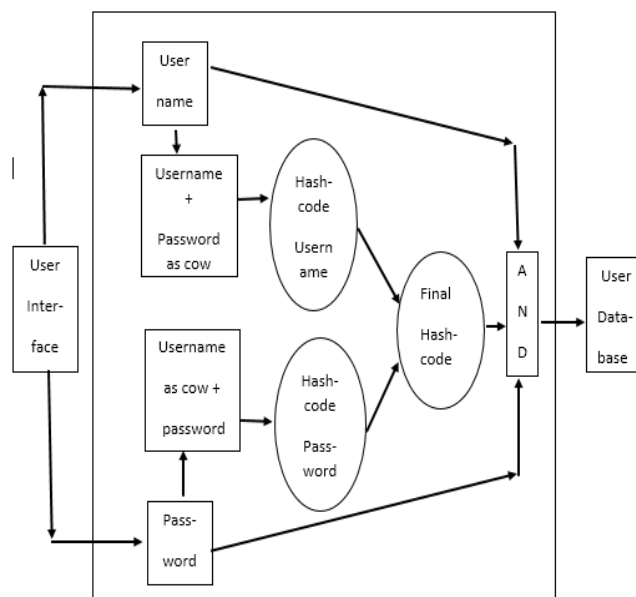 User
name
Username
+
Password
as cow
Hash-
code
Usern
ame
User
Inter-
face
Final
Hash-
code
A
N
D
User
Data-
base
Username
as cow +
password
Hash-
code
Pass-
word
Pass-
word